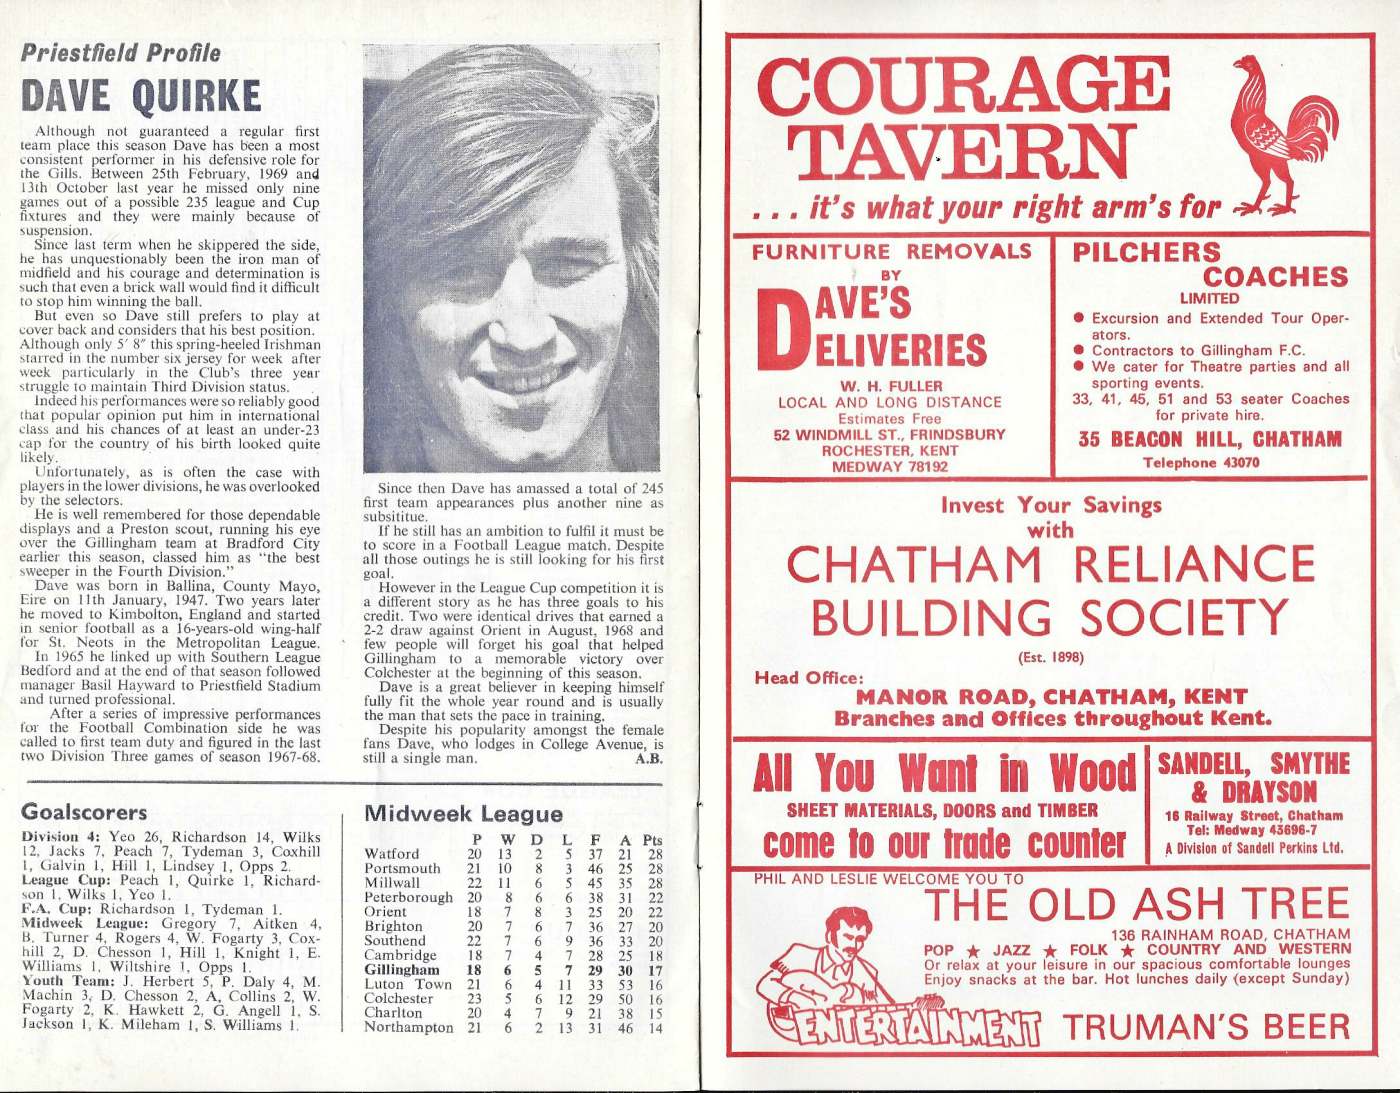 Priestfield Profile
DAVE QUIRKE
Although not guaranteed a regular first
team place this season Dave has been a most
consistent performer in his defensive role for
the Gills. Between 25th February, 1969 and
13th October last year he missed only nine
games out of a possible 235 league and Cup
fixtures and they were mainly because of
suspension.
Since last term when he skippered the side,
he has unquestionably been the iron man of
midfield and his courage and determination is
such that even a brick wall would find it difficult
to stop him winning the ball.
But even so Dave still prefers to play at
cover back and considers that his best position.
Although only 5′ 8″ this spring-heeled Irishman
starred in the number six jersey for week after
week particularly in the Club's three year
struggle to maintain Third Division status.
Indeed his performances were so reliably good
that popular opinion put him in international
class and his chances of at least an under-23
cap for the country of his birth looked quite
likely.
Unfortunately, as is often the case with
players in the lower divisions, he was overlooked
by the selectors.
He is well remembered for those dependable
displays and a Preston scout, running his eye
over the Gillingham team at Bradford City
earlier this season, classed him as "the best
sweeper in the Fourth Division."
Dave was born in Ballina, County Mayo,
Eire on 11th January, 1947. Two years later
he moved to Kimbolton, England and started
in senior football as a 16-years-old wing-half
for St. Neots in the Metropolitan League.
In 1965 he linked up with Southern League
Bedford and at the end of that season followed
manager Basil Hayward to Priestfield Stadium
and turned professional.
After a series of impressive performances
for the Football Combination side he was
called to first team duty and figured in the last
two Division Three games of season 1967-68.
Since then Dave has amassed a total of 245
first team appearances plus another nine as
subsititue.
If he still has an ambition to fulfil it must be
to score in a Football League match. Despite
all those outings he is still looking for his first
goal.
However in the League Cup competition it is
a different story as he has three goals to his
credit. Two were identical drives that earned a
2-2 draw against Orient in August, 1968 and
few people will forget his goal that helped
Gillingham to a memorable victory over
Colchester at the beginning of this season.
Dave is a great believer in keeping himself
fully fit the whole year round and is usually
the man that sets the pace in training.
Despite his popularity amongst the female
fans Dave, who lodges in College Avenue, is
still a single man. A.B.
Goalscorers
Division 4: Yeo 26, Richardson 14, Wilks
12, Jacks 7, Peach 7, Tydeman 3, Coxhill
1, Galvin 1, Hill 1, Lindsey 1, Opps 2.
League Cup: Peach 1, Quirke 1, Richard-
son 1, Wilks 1, Yeo 1.
F.A. Cup: Richardson 1, Tydeman 1.
Midweek League: Gregory 7, Aitken 4,
B. Turner 4, Rogers 4, W. Fogarty 3, Cox-
hill 2, D. Chesson 1, Hill 1, Knight 1, E.
Williams 1, Wiltshire 1, Opps 1.
Youth Team: J. Herbert 5, P. Daly 4, M.
Machin 3, D. Chesson 2, A, Collins 2, W.
Fogarty 2, K. Hawkett 2, G. Angell 1, S.
Jackson 1, K. Mileham 1, S. Williams 1.
Midweek League
P W D L F A Pts
Watford 20 13 2 5 37 21 28
Portsmouth 21 10 8 3 46 25 28
Millwall 22 11 6 5 45 35 28
Peterborough 20 8 6 6 38 31 22
Orient 18 7 8 3 25 20 22
Brighton 20 7 6 7 36 27 20
Southend 22 7 6 9 36 33 20
Cambridge 18 7 4 7 28 25 18
Gillingham 18 6 5 7 29 30 17
Luton Town 21 6 4 11 33 53 16
Colchester 23 5 6 12 29 50 16
Charlton 20 4 7 9 21 38 15
Northampton 21 6 2 13 31 46 14
COURAGE
TAVERN
. . . it's what your right arm's for
FURNITURE REMOVALS
BY
DAVE'S
DELIVERIES
W. H. FULLER
LOCAL AND LONG DISTANCE
Estimates Free
52 WINDMILL ST., FRINDSBURY
ROCHESTER, KENT
MEDWAY 78192
PILCHERS
COACHES
LIMITED
● Excursion and Extended Tour Oper-
ators.
● Contractors to Gillingham F.C.
● We cater for Theatre parties and all
sporting events.
33, 41, 45, 51 and 53 seater Coaches
for private hire.
35 BEACON HILL, CHATHAM
Telephone 43070
Invest Your Savings
with
CHATHAM RELIANCE
BUILDING SOCIETY
(Est. 1898)
Head Office:
MANOR ROAD, CHATHAM, KENT
Branches and Offices throughout Kent.
All You Want in Wood
SHEET MATERIALS, DOORS and TIMBER
come to our trade counter
SANDELL, SMYTHE
& DRAYSON
16 Railway Street, Chatham
Tel: Medway 43696-7
A Division of Sandell Perkins Ltd.
PHIL AND LESLIE WELCOME YOU TO
THE OLD ASH TREE
136 RAINHAM ROAD, CHATHAM
POP ★ JAZZ ★ FOLK ★ COUNTRY AND WESTERN
Or relax at your leisure in our spacious comfortable lounges
Enjoy snacks at the bar. Hot lunches daily (except Sunday)
ENTERTAINMENT
TRUMAN'S BEER